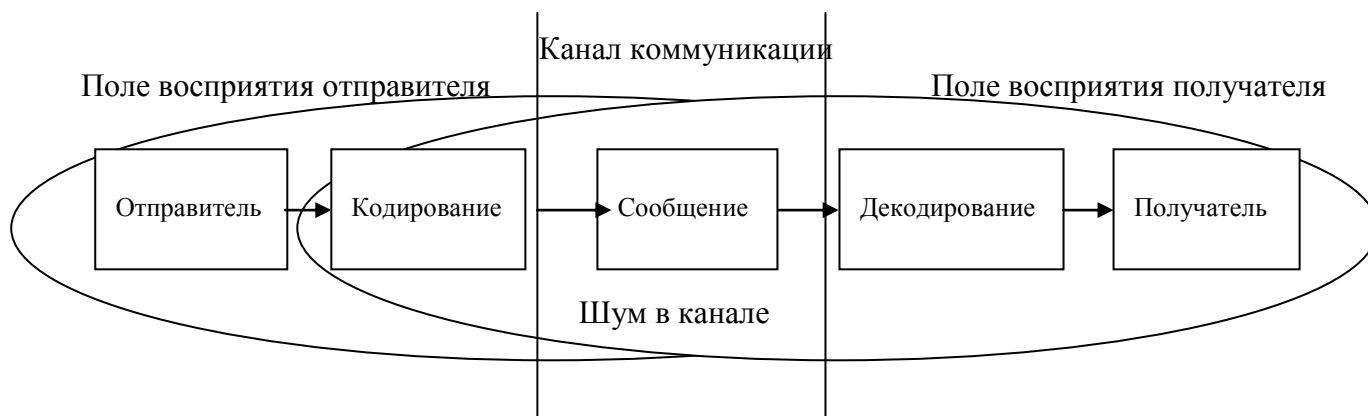 Канал коммуникации
Поле восприятия отправителя
Поле восприятия получателя
Отправитель
Кодирование
Сообщение
Декодирование
Получатель
Шум в канале